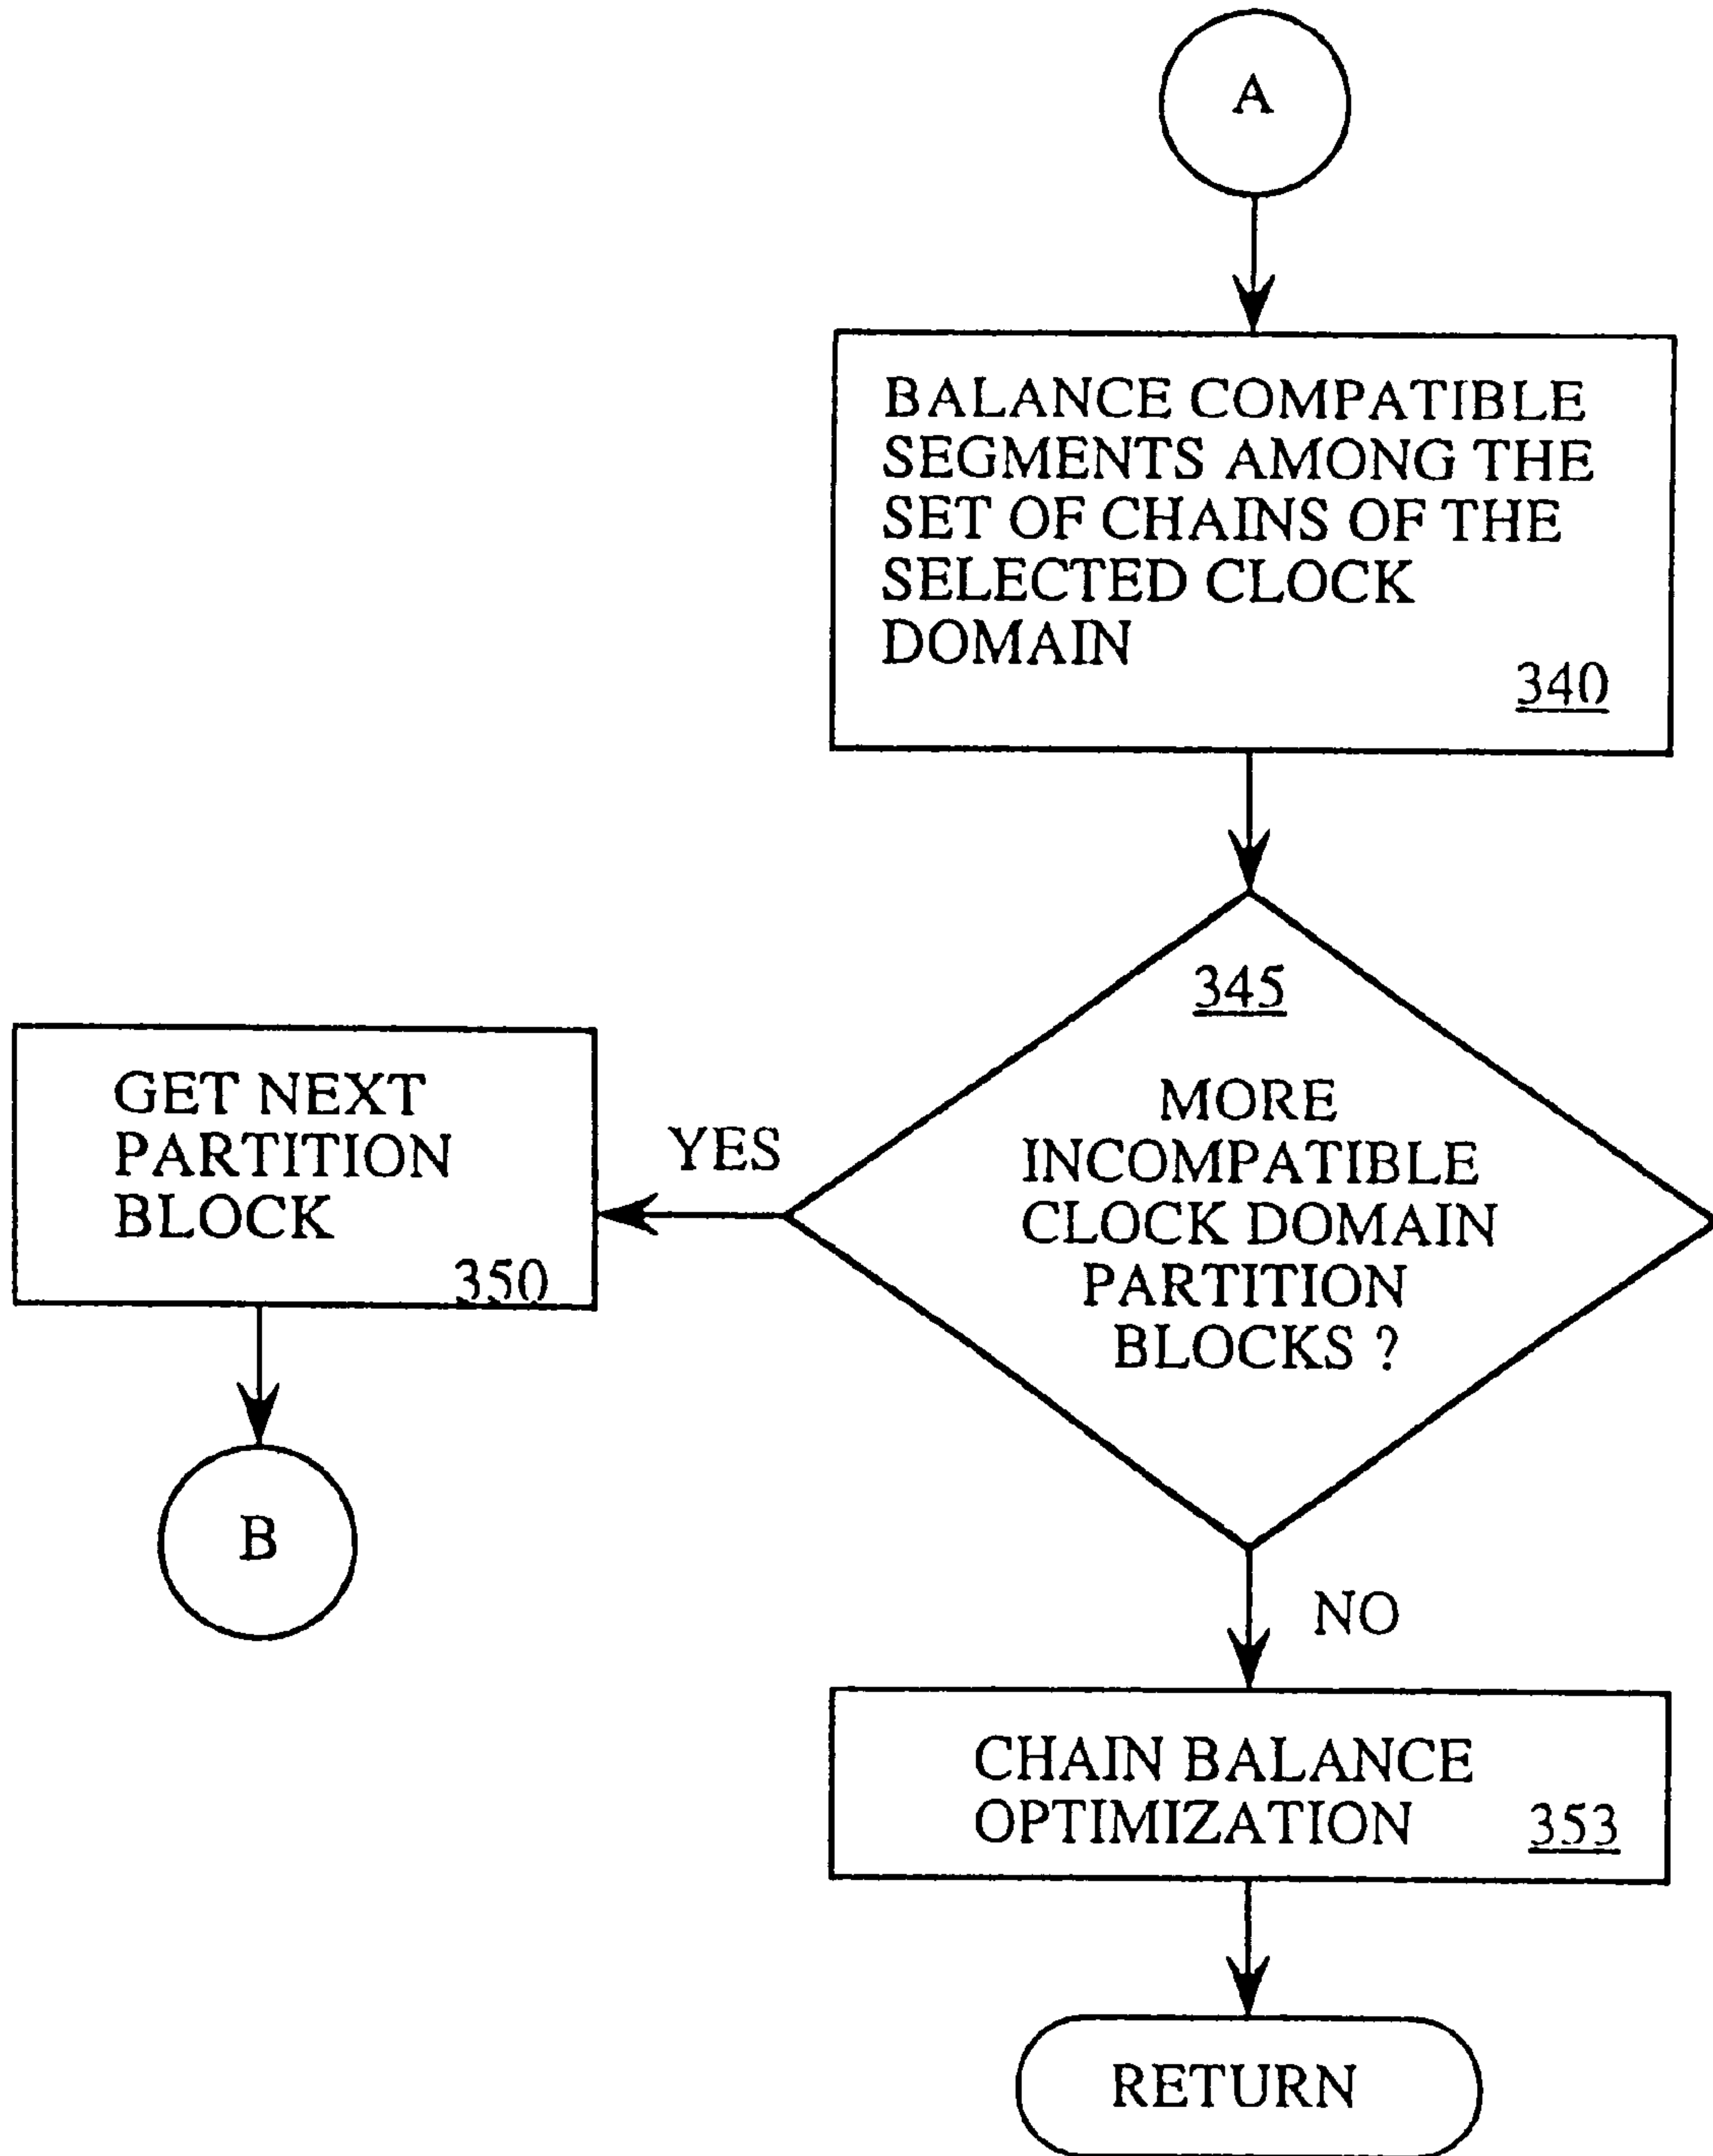 A
BALANCE COMPATIBLE
SEGMENTS AMONG THE
SET OF CHAINS OF THE
SELECTED CLOCK
DOMAIN
340
345
MORE
INCOMPATIBLE
CLOCK DOMAIN
PARTITION
BLOCKS ?
YES
GET NEXT
PARTITION
BLOCK
350
B
NO
CHAIN BALANCE
OPTIMIZATION 353
RETURN